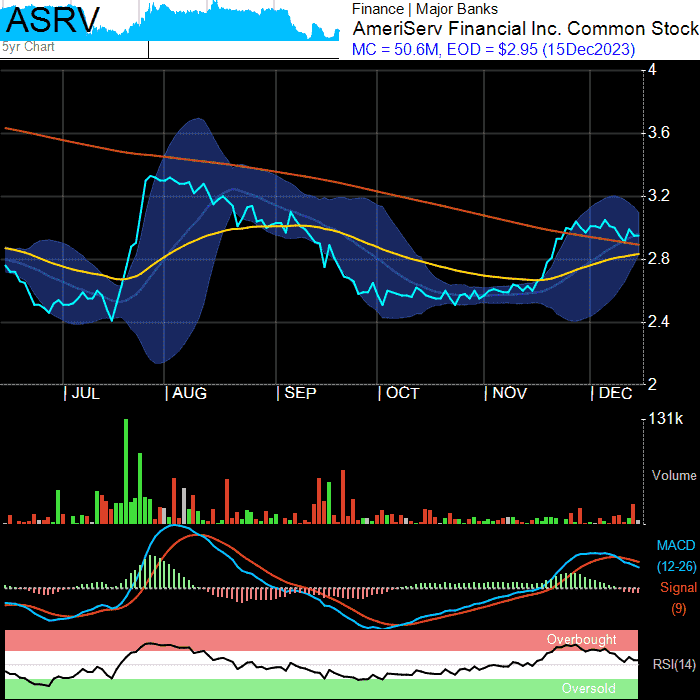 ASRV
5yr Chart
Finance | Major Banks
AmeriServ Financial Inc. Common Stock
MC = 50.6M, EOD = $2.95 (15Dec2023)
4
3.6
3.2
2.8
2.4
2
| JUL | AUG | SEP | OCT | NOV | DEC
131k
Volume
MACD
(12-26)
Signal
(9)
Overbought
RSI(14)
Oversold